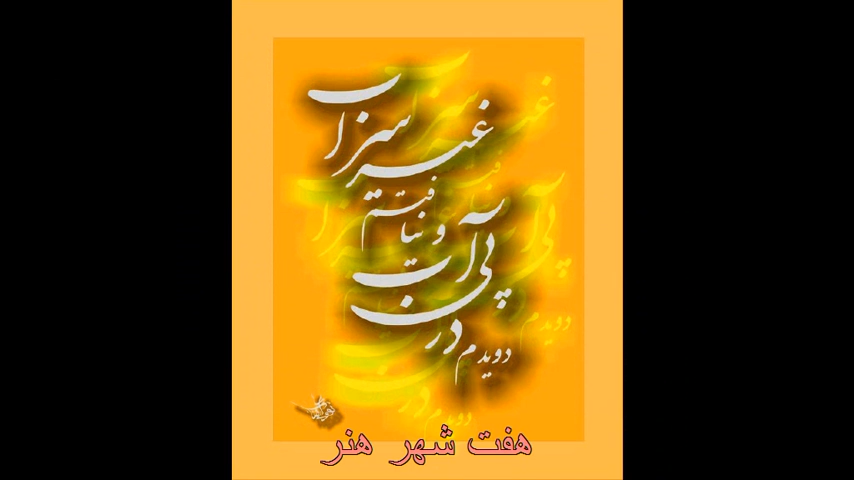 دویدم در پی آب و نیافتم
غیر سراب
هفت شهر هنر